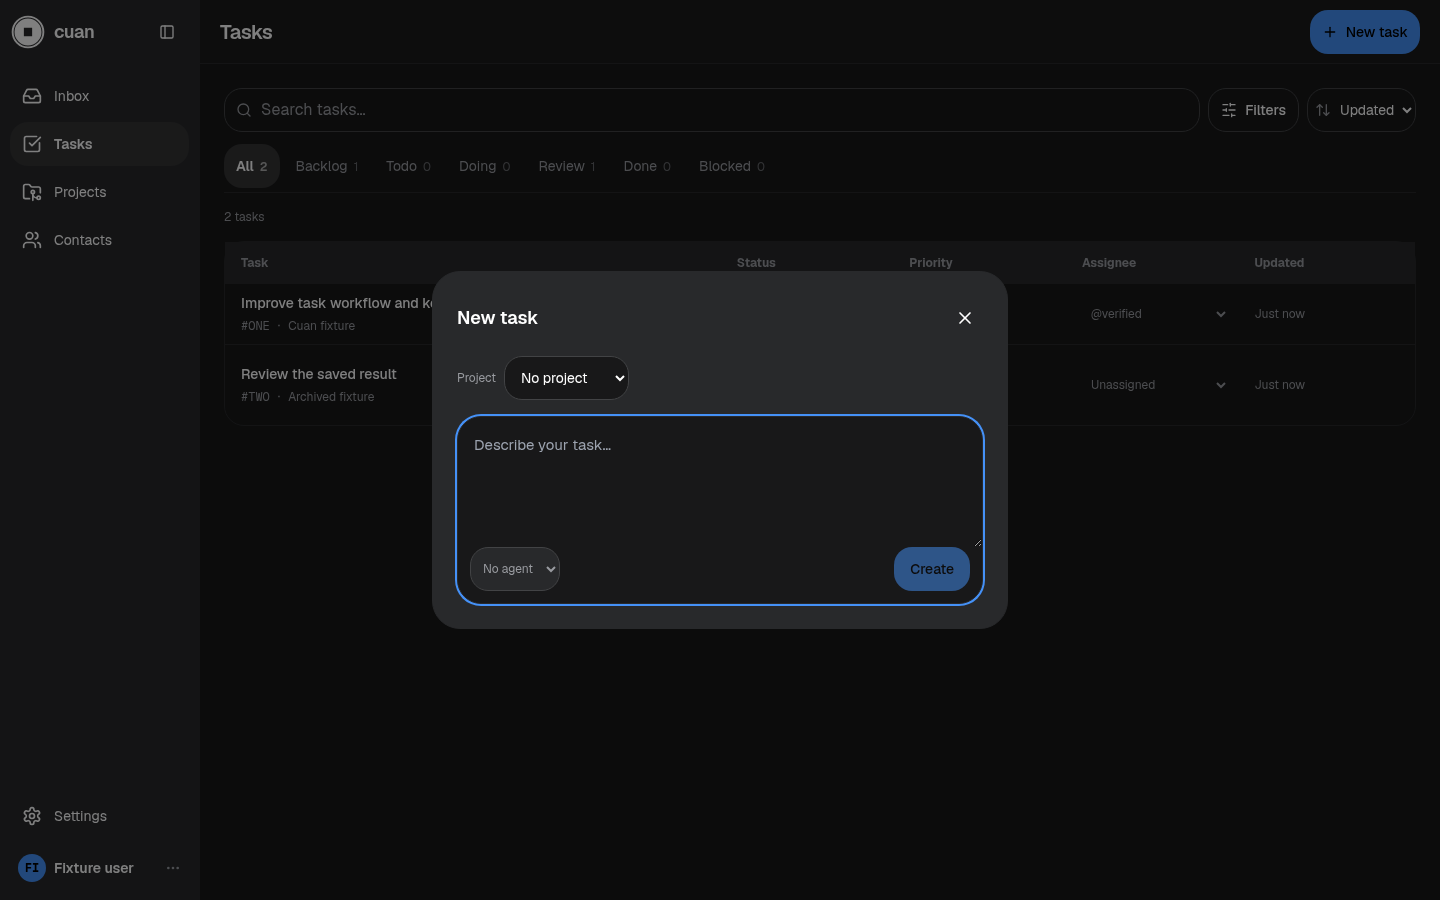 cuan
Tasks
New task
Inbox
Tasks
Projects
Contacts
Search tasks...
Filters
Updated
All 2
Backlog 1
Todo 0
Doing 0
Review 1
Done 0
Blocked 0
2 tasks
Task Status Priority Assignee Updated
Improve task workflow and
#ONE · Cuan fixture
@verified
Just now
Review the saved result
#TWO · Archived fixture
Unassigned
Just now
New task
Project
No project
Describe your task...
No agent
Create
Settings
FI
Fixture user